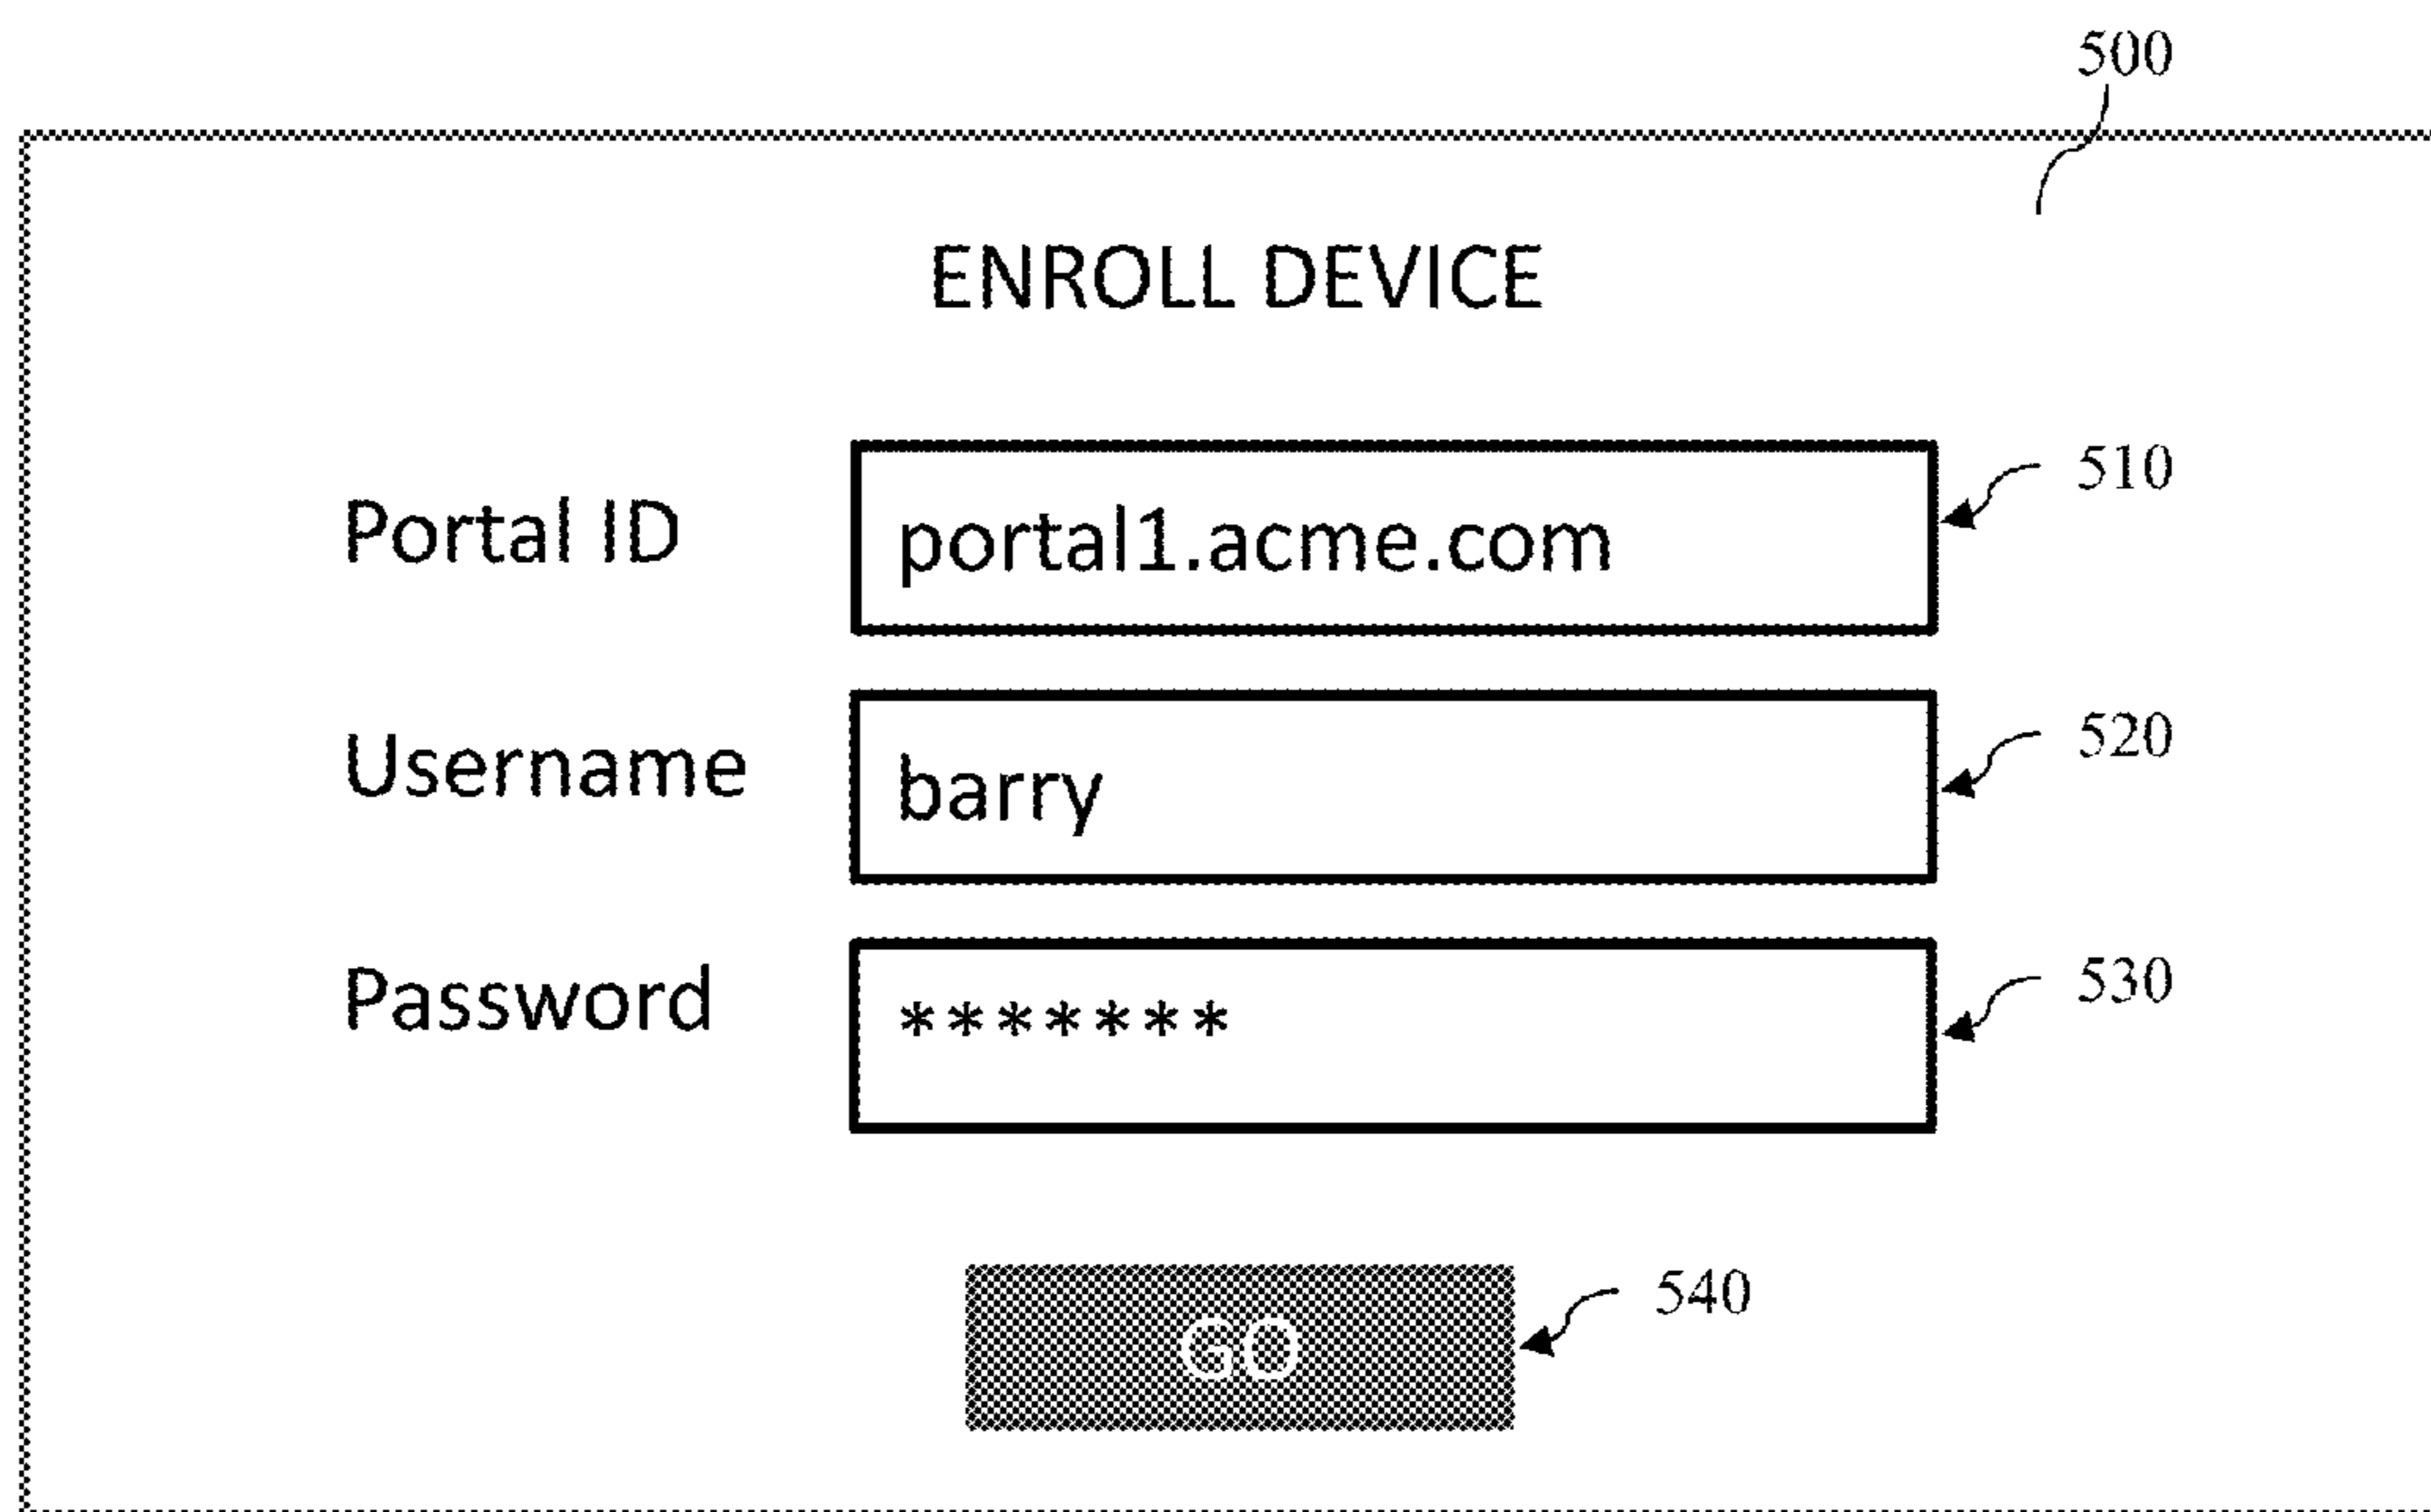 500
ENROLL DEVICE
Portal ID portal1.acme.com 510
Username barry 520
Password ******* 530
GO 540